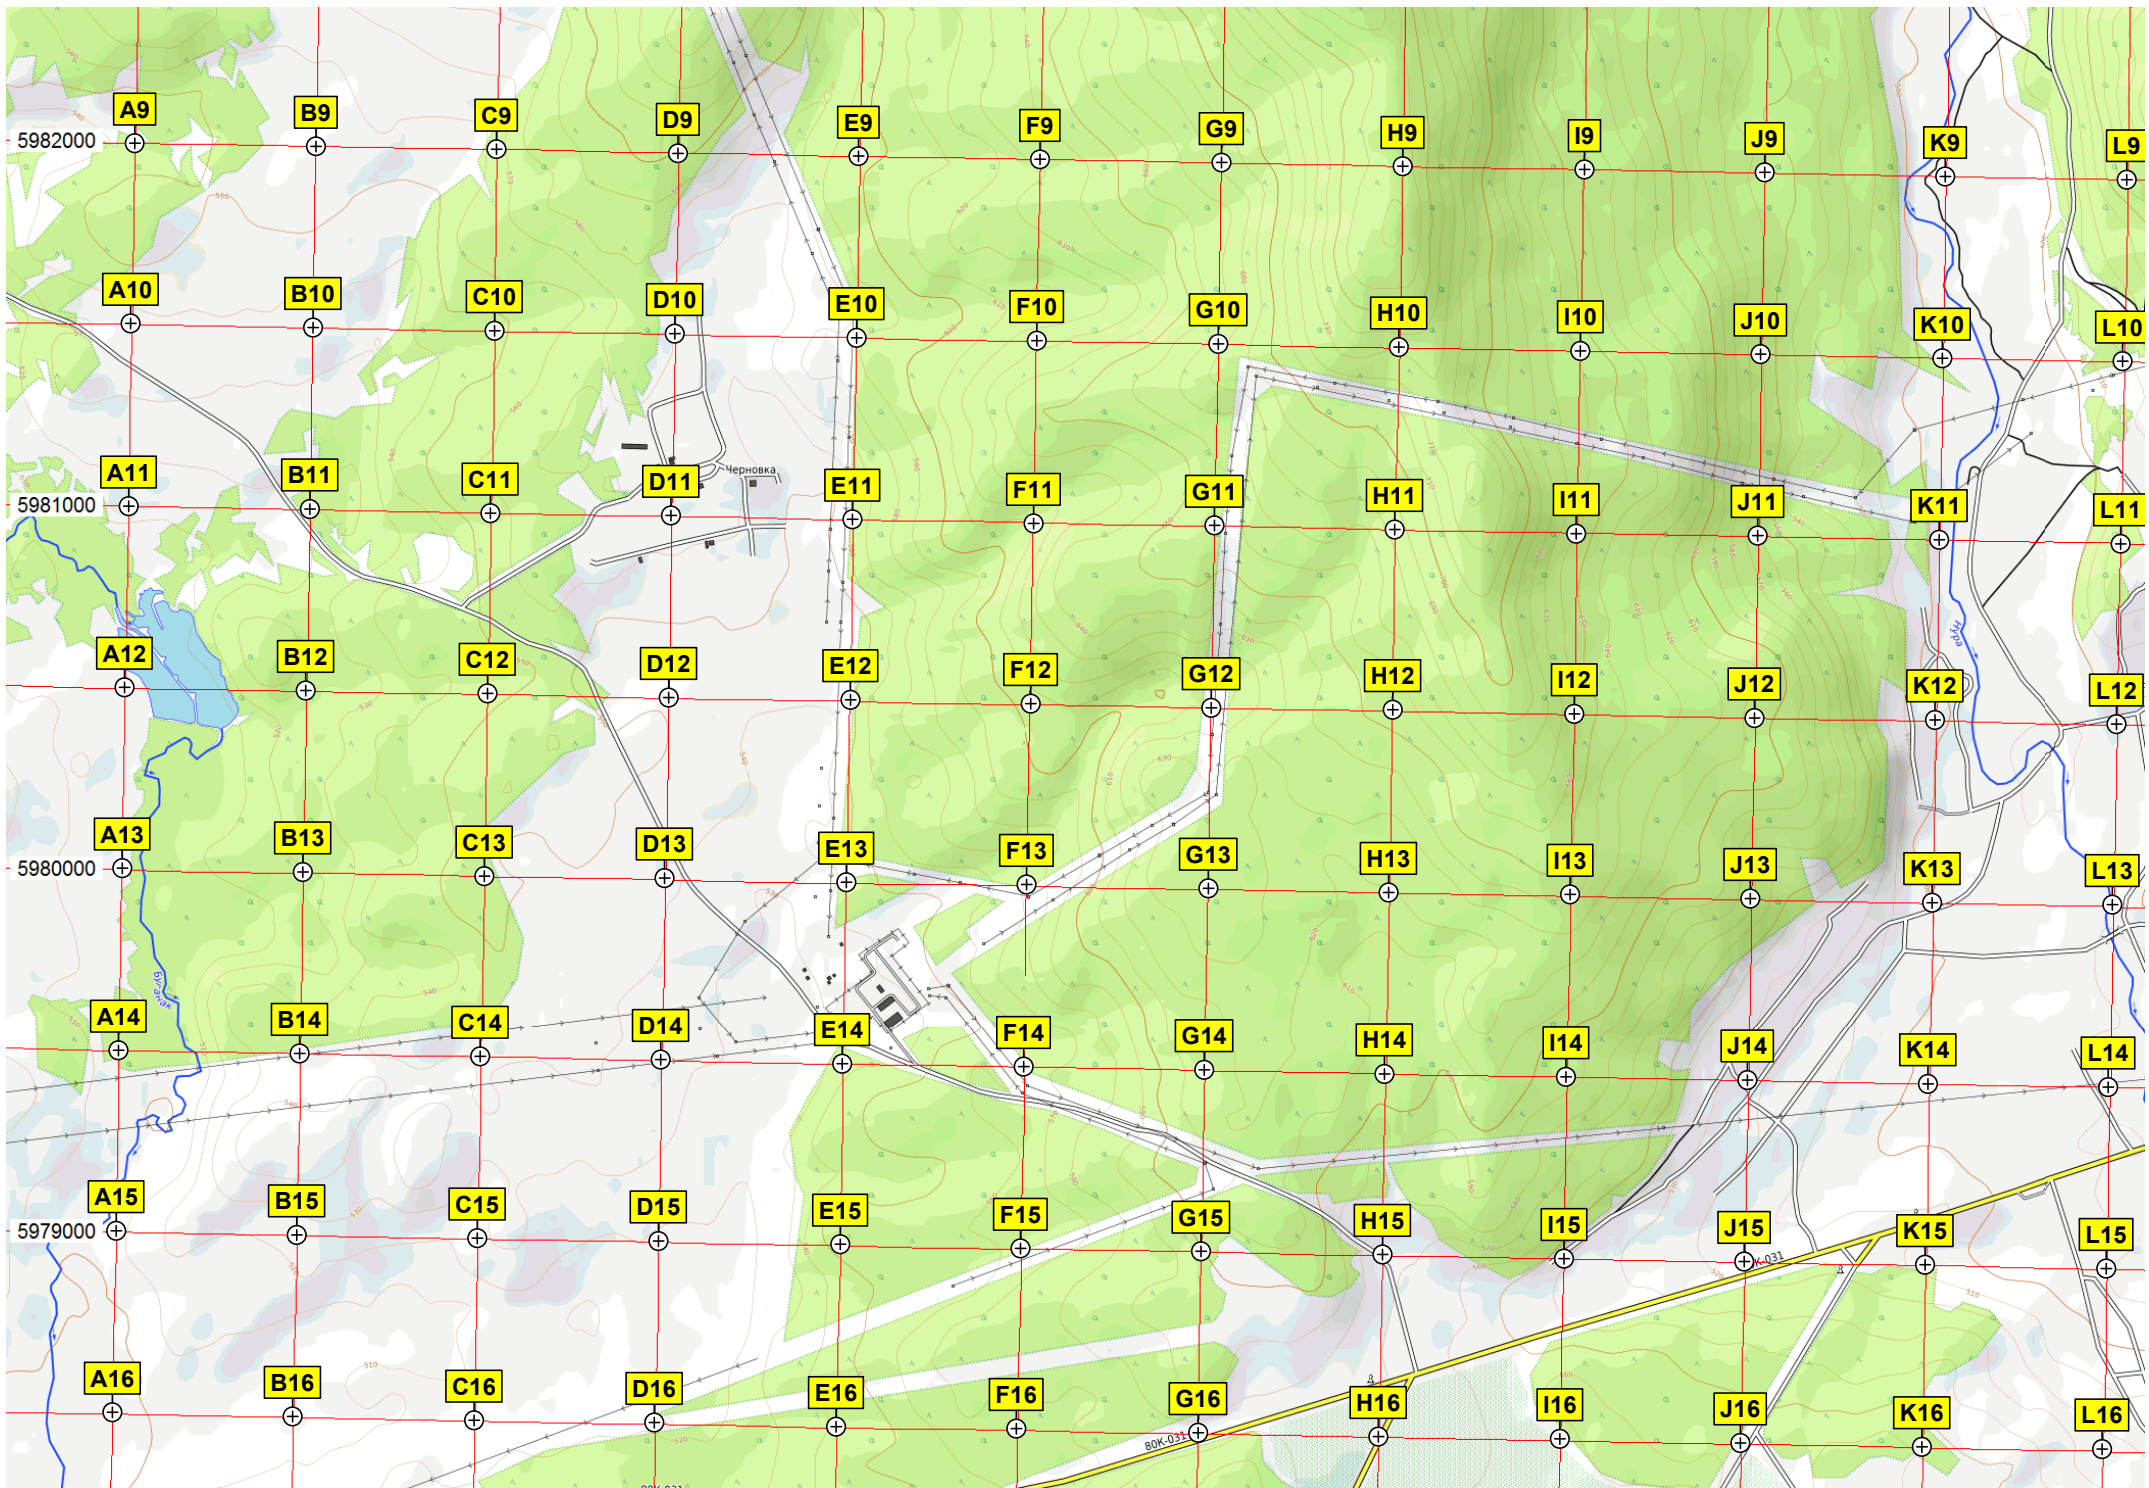 A9 B9 C9 D9 E9 F9 G9 H9 I9 J9 K9 L9
5982000
A10 B10 C10 D10 E10 F10 G10 H10 I10 J10 K10 L10
Черновка
A11 B11 C11 D11 E11 F11 G11 H11 I11 J11 K11 L11
5981000
Нура
A12 B12 C12 D12 E12 F12 G12 H12 I12 J12 K12 L12
A13 B13 C13 D13 E13 F13 G13 H13 I13 J13 K13 L13
5980000
Буганак
A14 B14 C14 D14 E14 F14 G14 H14 I14 J14 K14 L14
A15 B15 C15 D15 E15 F15 G15 H15 I15 J15 K15 L15
5979000
K-031
A16 B16 C16 D16 E16 F16 G16 H16 I16 J16 K16 L16
80K-031
80K-031